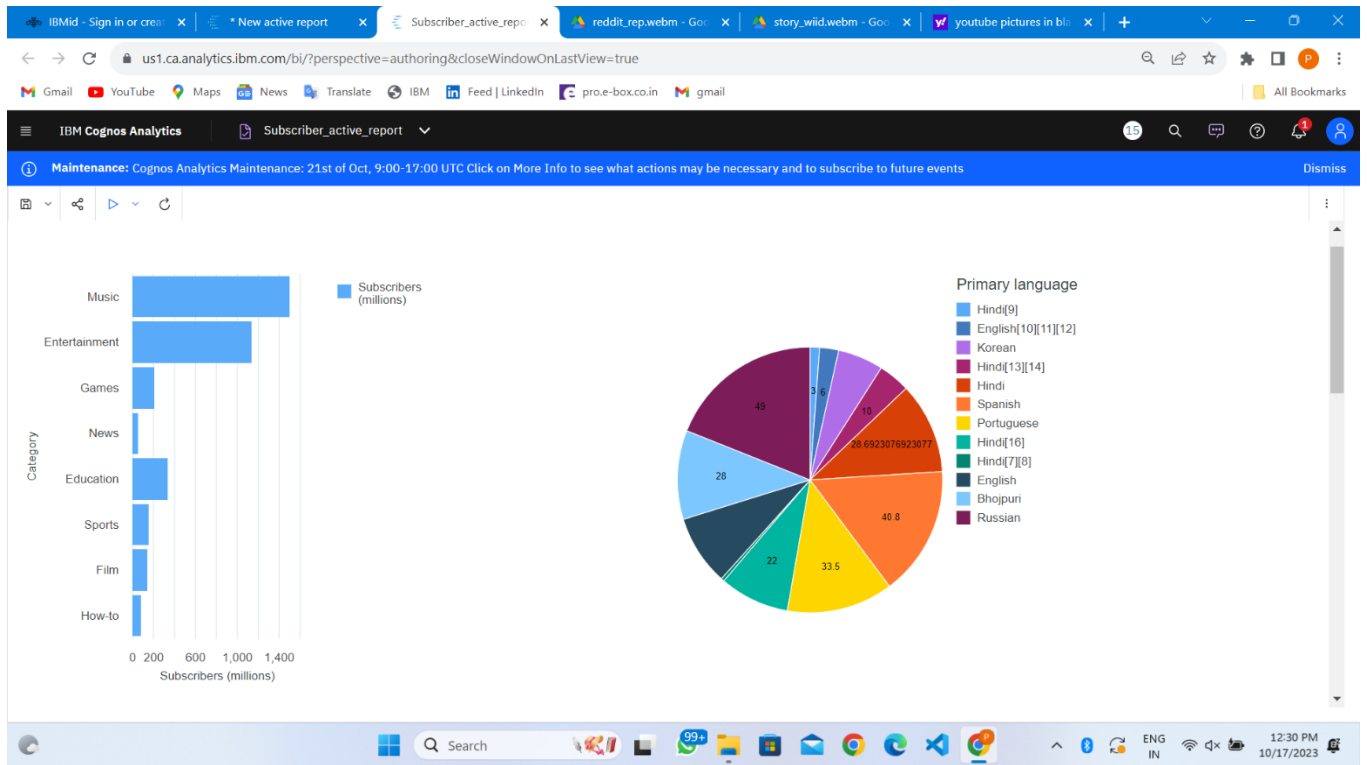 IBMid - Sign in or creat
* New active report
Subscriber_active_repo
reddit_rep.webm - Goo
story_wiid.webm - Goo
youtube pictures in bla
us1.ca.analytics.ibm.com/bi/?perspective=authoring&closeWindowOnLastView=true
P
Gmail YouTube Maps News Translate IBM Feed | LinkedIn pro.e-box.co.in gmail All Bookmarks
IBM Cognos Analytics Subscriber_active_report 15 1
Maintenance: Cognos Analytics Maintenance: 21st of Oct, 9:00-17:00 UTC Click on More Info to see what actions may be necessary and to subscribe to future events Dismiss
Category
Music
Entertainment
Games
News
Education
Sports
Film
How-to
0 200 600 1,000 1,400
Subscribers (millions)
Subscribers
(millions)
3 6
10
28.6923076923077
40.8
33.5
22
28
49
Primary language
Hindi[9]
English[10][11][12]
Korean
Hindi[13][14]
Hindi
Spanish
Portuguese
Hindi[16]
Hindi[7][8]
English
Bhojpuri
Russian
Search
99+
ENG
IN
12:30 PM
10/17/2023